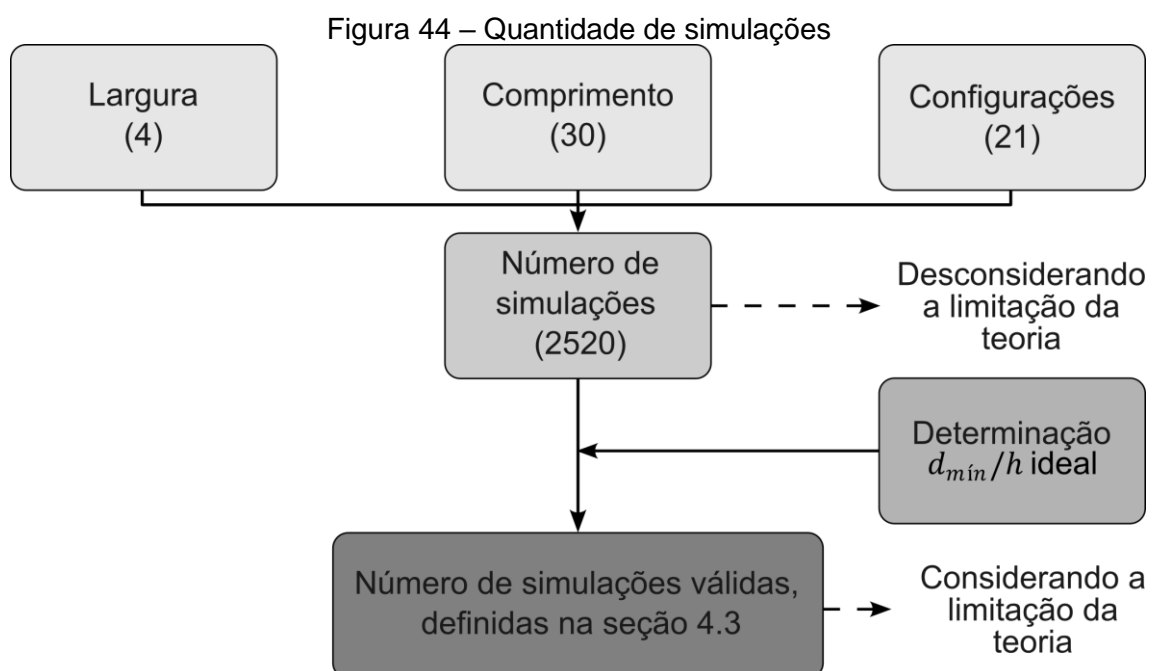 Figura 44 – Quantidade de simulações
Largura
(4)
Comprimento
(30)
Configurações
(21)
Número de
simulações
(2520)
Desconsiderando
a limitação da
teoria
Determinação
d_mín/h ideal
Número de simulações válidas,
definidas na seção 4.3
Considerando a
limitação da
teoria